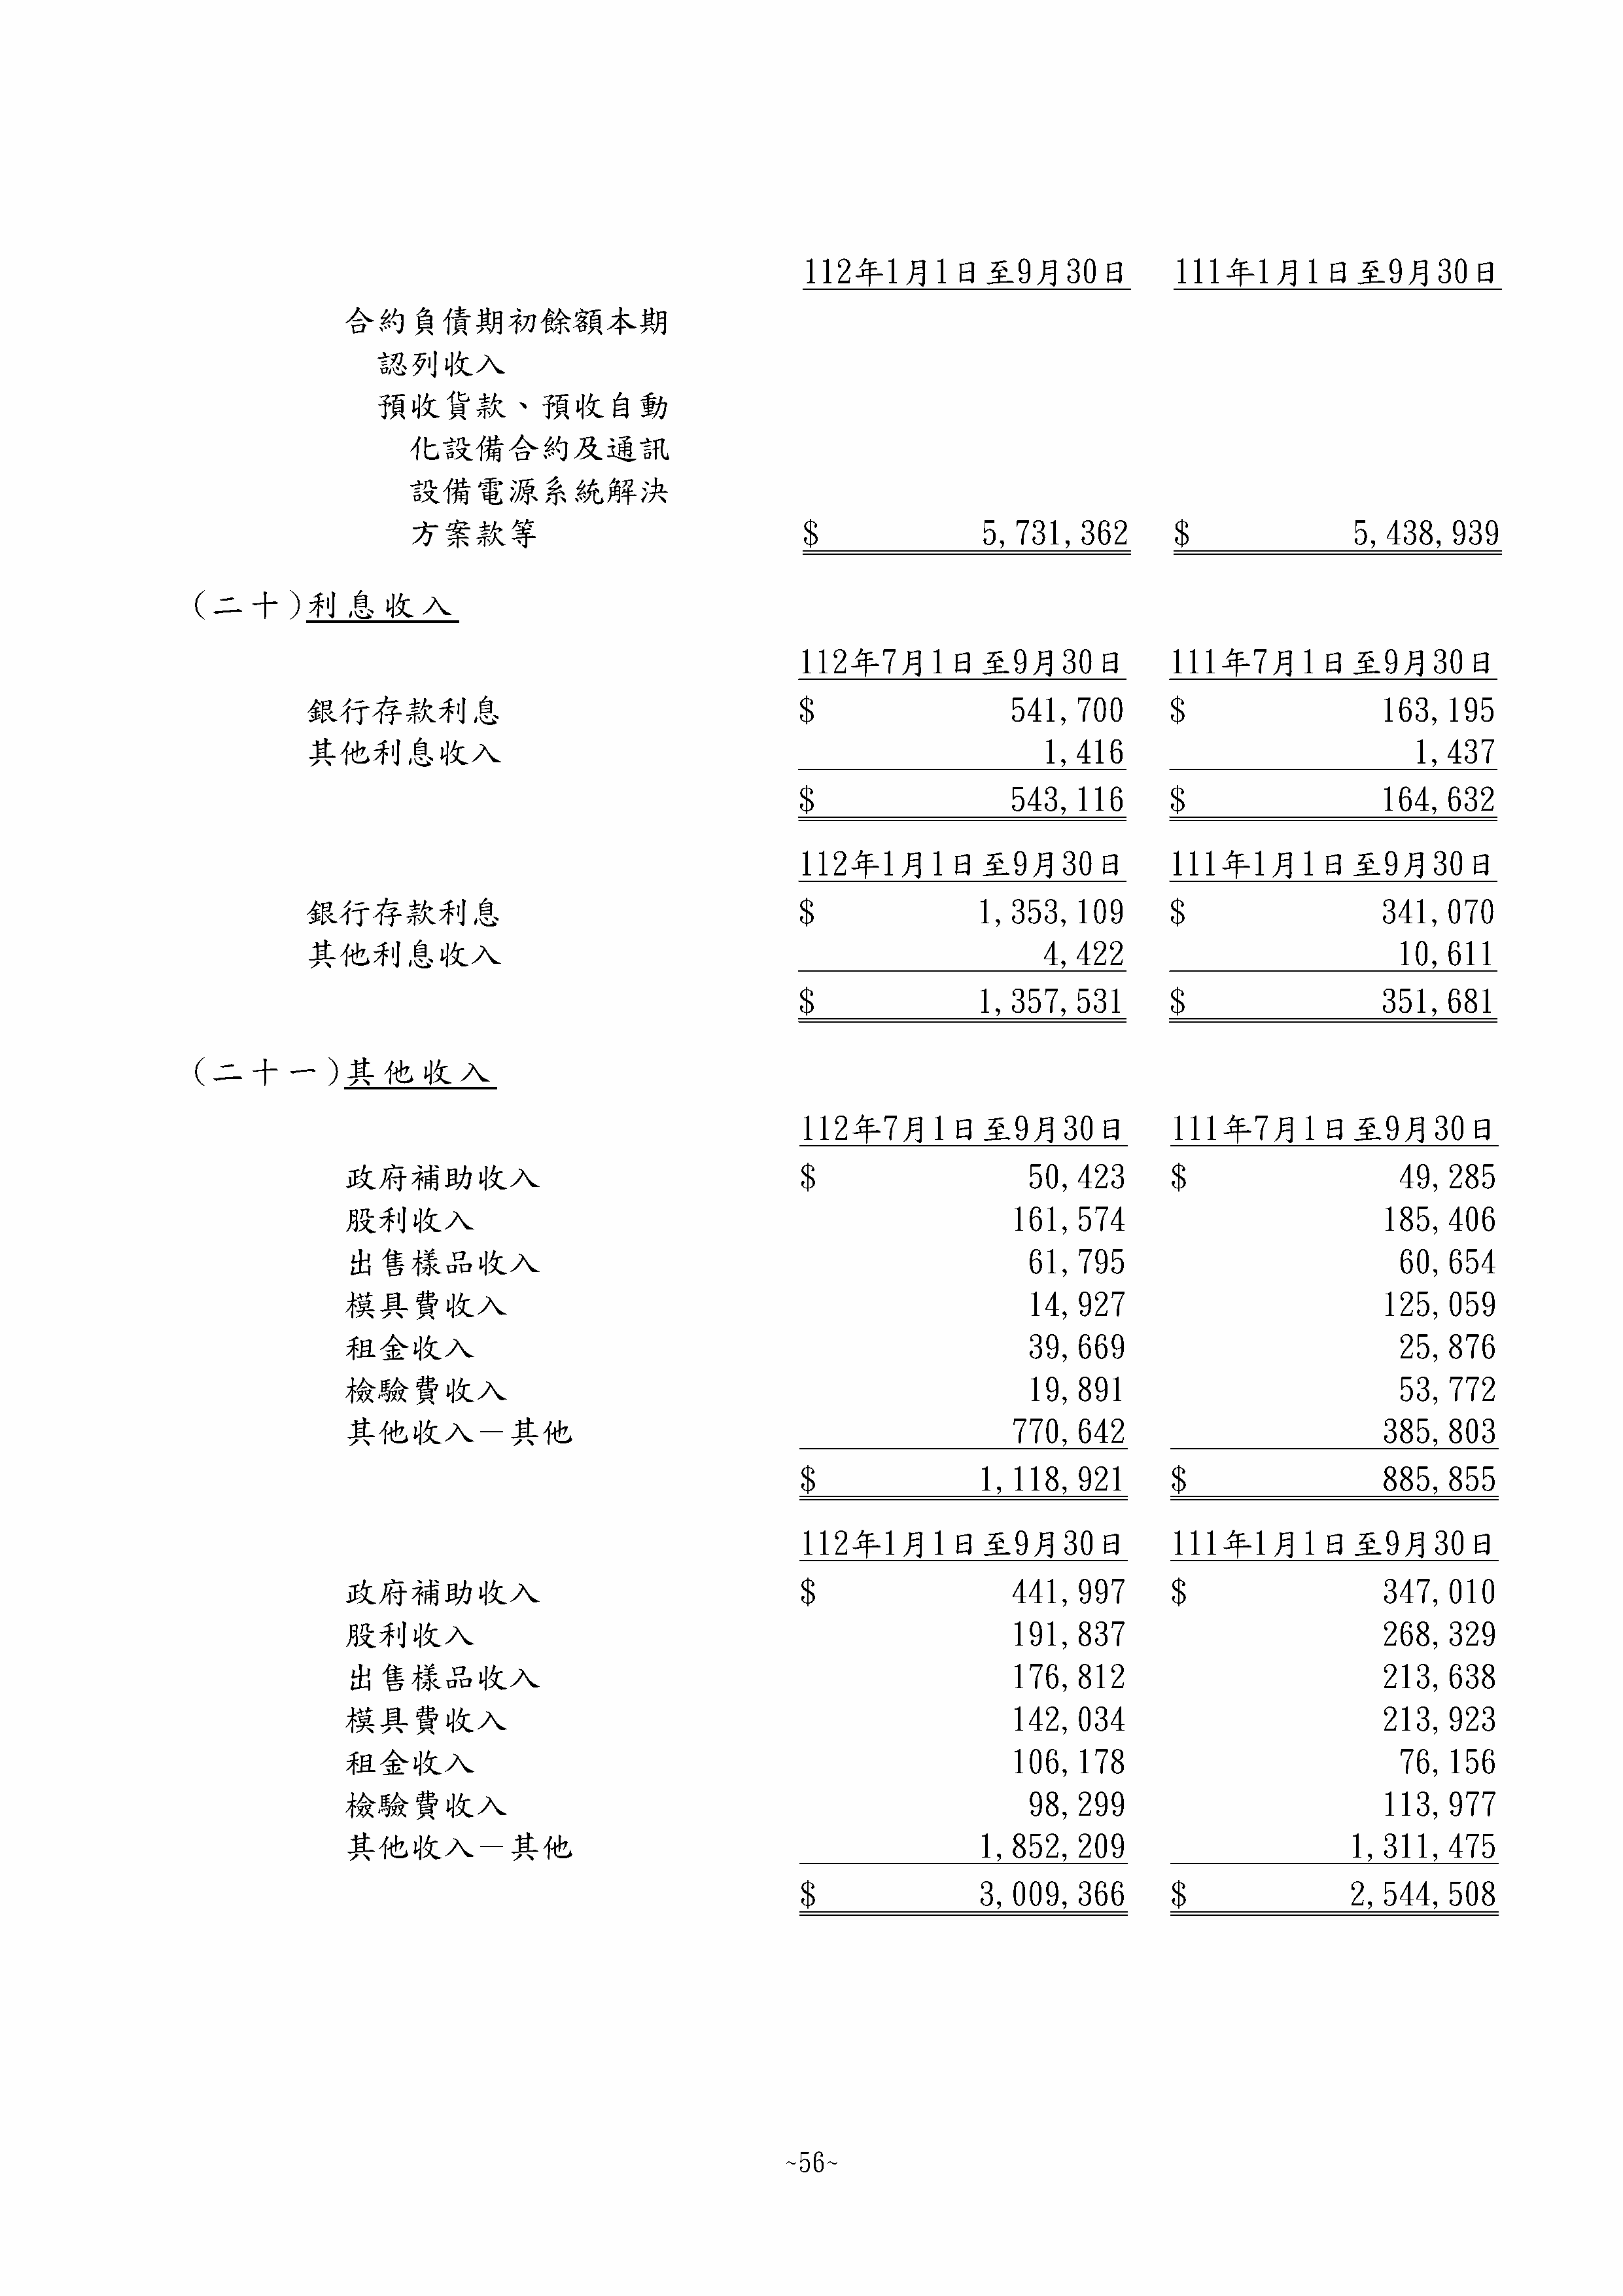 112年1月1日至9月30日 111年1月1日至9月30日
合約負債期初餘額本期
認列收入
預收貨款、預收自動
化設備合約及通訊
設備電源系統解決
方案款等 $ 5,731,362 $ 5,438,939
(二十)利息收入
112年7月1日至9月30日 111年7月1日至9月30日
銀行存款利息 $ 541,700 $ 163,195
其他利息收入 1,416 1,437
$ 543,116 $ 164,632
112年1月1日至9月30日 111年1月1日至9月30日
銀行存款利息 $ 1,353,109 $ 341,070
其他利息收入 4,422 10,611
$ 1,357,531 $ 351,681
(二十一)其他收入
112年7月1日至9月30日 111年7月1日至9月30日
政府補助收入 $ 50,423 $ 49,285
股利收入 161,574 185,406
出售樣品收入 61,795 60,654
模具費收入 14,927 125,059
租金收入 39,669 25,876
檢驗費收入 19,891 53,772
其他收入－其他 770,642 385,803
$ 1,118,921 $ 885,855
112年1月1日至9月30日 111年1月1日至9月30日
政府補助收入 $ 441,997 $ 347,010
股利收入 191,837 268,329
出售樣品收入 176,812 213,638
模具費收入 142,034 213,923
租金收入 106,178 76,156
檢驗費收入 98,299 113,977
其他收入－其他 1,852,209 1,311,475
$ 3,009,366 $ 2,544,508
~56~